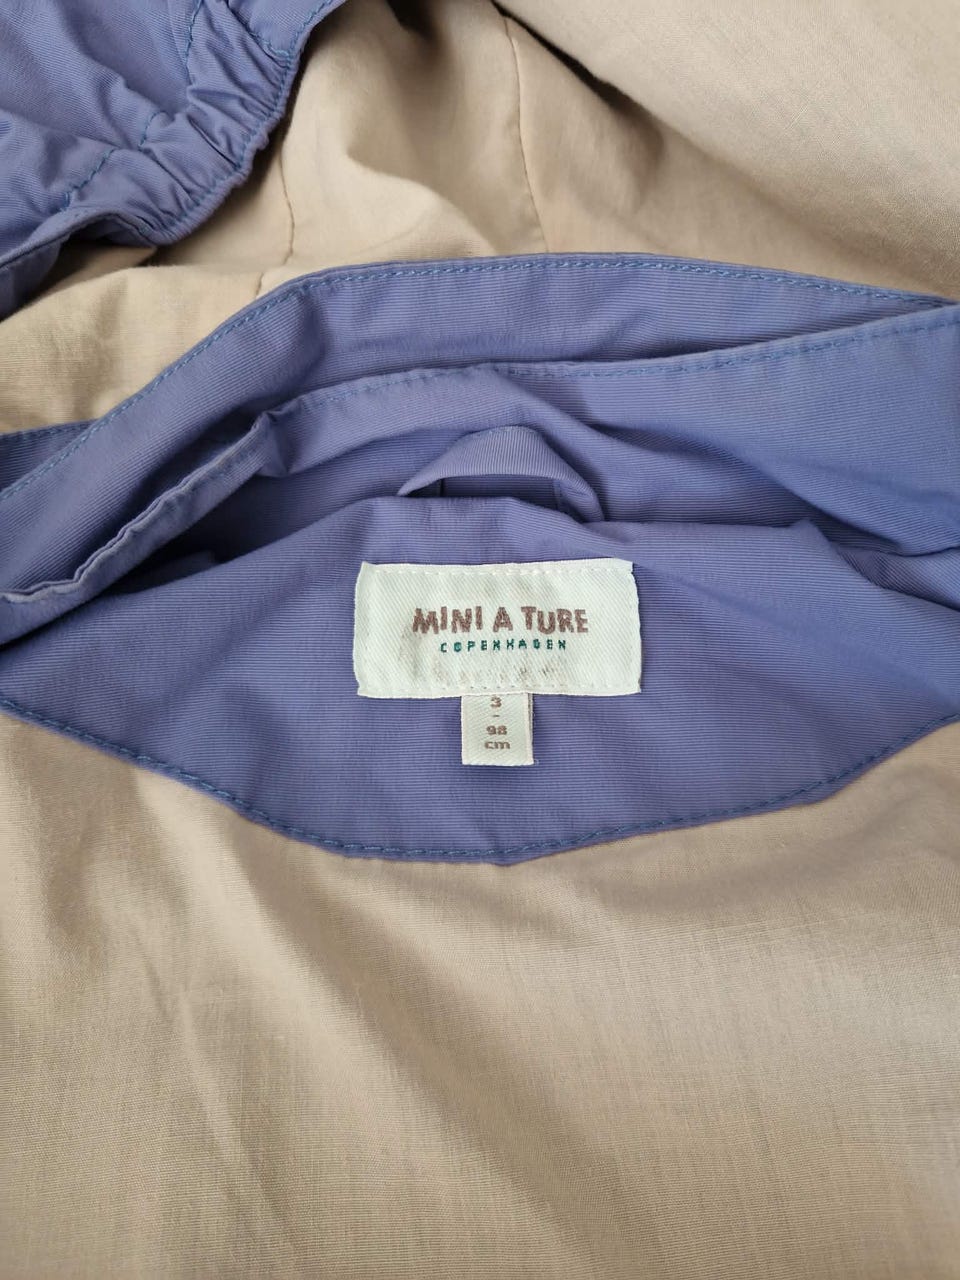 MINI A TURE
COPENHAGEN
3
-
98
cm